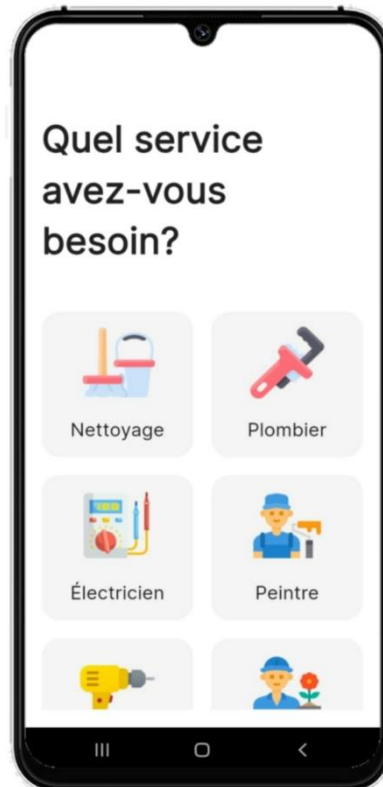 Quel service
avez-vous
besoin?
Nettoyage
Plombier
Électricien
Peintre